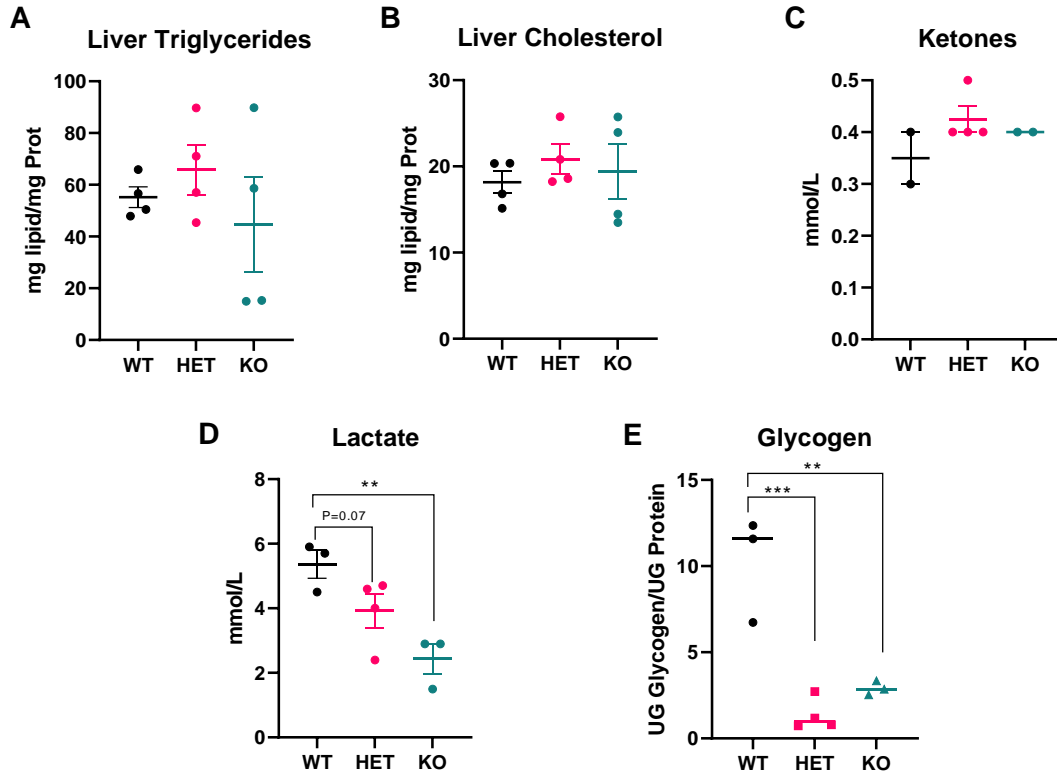 A
Liver Triglycerides
mg lipid/mg Prot
100
80
60
40
20
0
WT HET KO
B
Liver Cholesterol
mg lipid/mg Prot
30
20
10
0
WT HET KO
C
Ketones
mmol/L
0.5
0.4
0.3
0.2
0.1
0.0
WT HET KO
D
Lactate
mmol/L
8
6
4
2
0
**
P=0.07
WT HET KO
E
Glycogen
UG Glycogen/UG Protein
15
10
5
0
**
***
WT HET KO